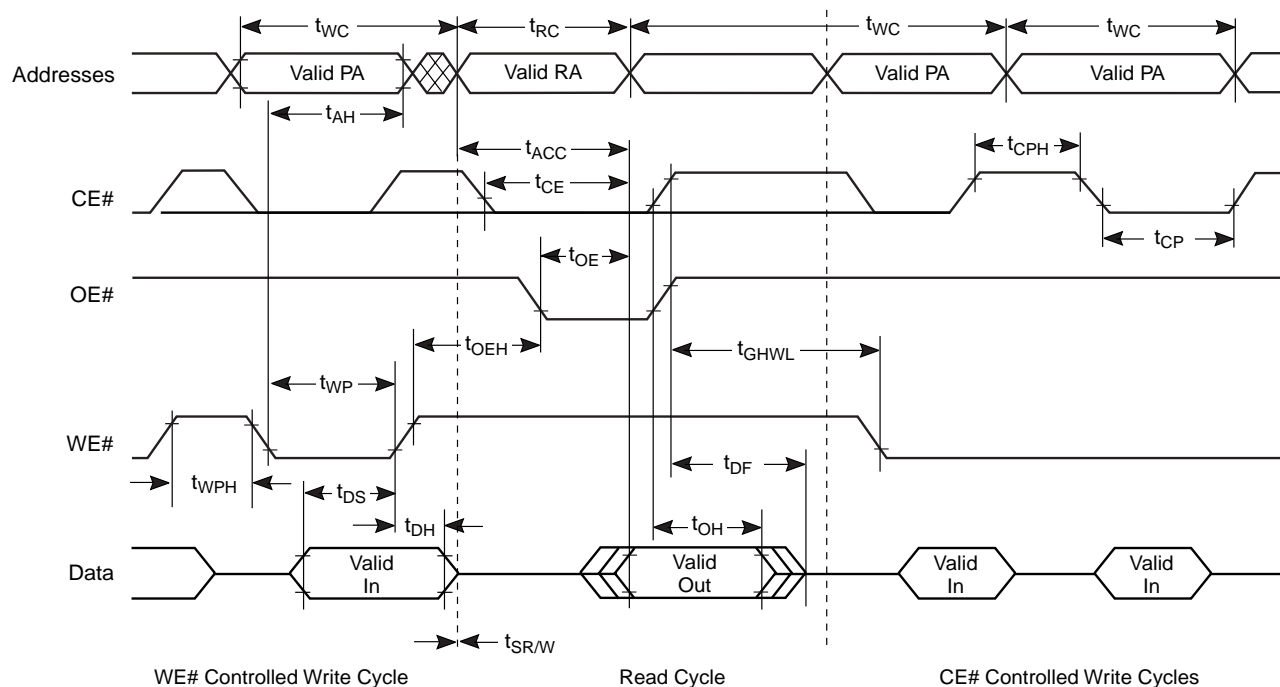 tWC tRC tWC tWC
Addresses Valid PA Valid RA Valid PA Valid PA
tAH
tACC tCPH
CE# tCE
tCP
tOE
OE#
tOEH tGHWL
tWP
WE#
tDF
tWPH tDS
tDH tOH
Data Valid In Valid Out Valid In Valid In
tSR/W
WE# Controlled Write Cycle Read Cycle CE# Controlled Write Cycles